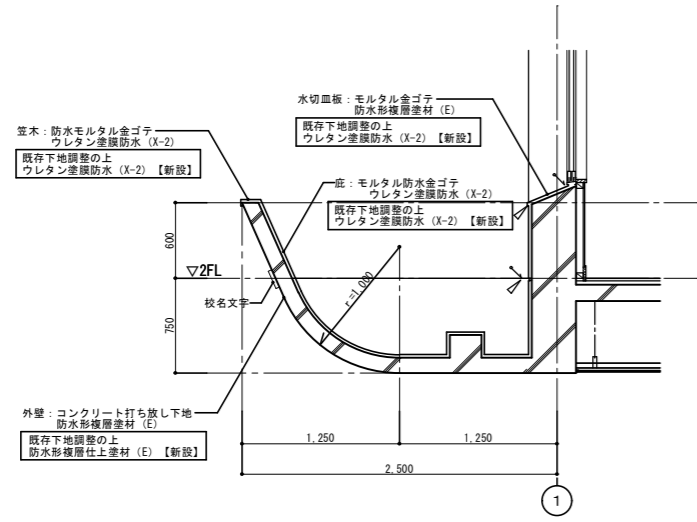 水切皿板：モルタル金ゴテ
防水形複層塗材（E）
既存下地調整の上
ウレタン塗膜防水（X-2）【新設】
笠木：防水モルタル金ゴテ
ウレタン塗膜防水（X-2）
既存下地調整の上
ウレタン塗膜防水（X-2）【新設】
庇：モルタル防水金ゴテ
ウレタン塗膜防水（X-2）
既存下地調整の上
ウレタン塗膜防水（X-2）【新設】
600
▽2FL
校名文字
r=1,000
750
外壁：コンクリート打ち放し下地
防水形複層塗材（E）
既存下地調整の上
防水形複層仕上塗材（E）【新設】
1,250
1,250
2,500
1